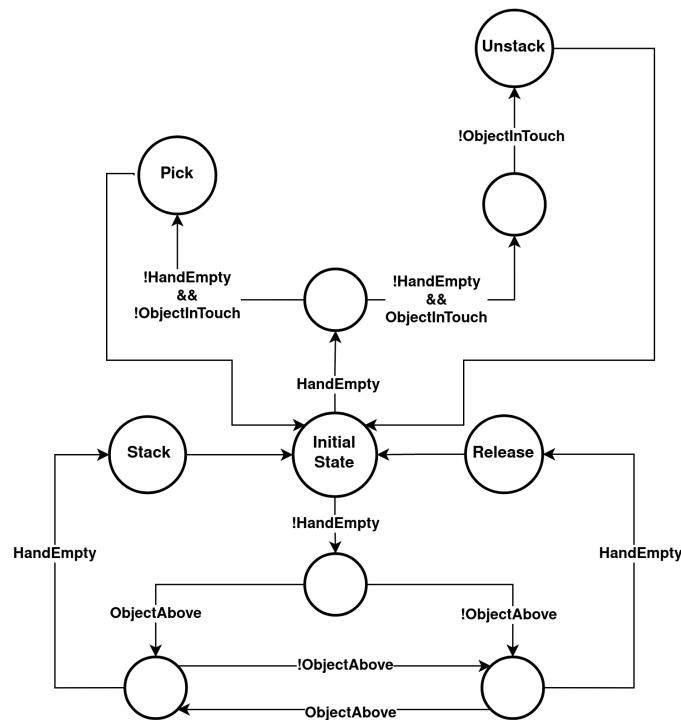 Unstack
!ObjectInTouch
Pick
!HandEmpty
&&
!ObjectInTouch
!HandEmpty
&&
ObjectInTouch
HandEmpty
Stack
Initial
State
Release
!HandEmpty
HandEmpty
HandEmpty
ObjectAbove
!ObjectAbove
!ObjectAbove
ObjectAbove